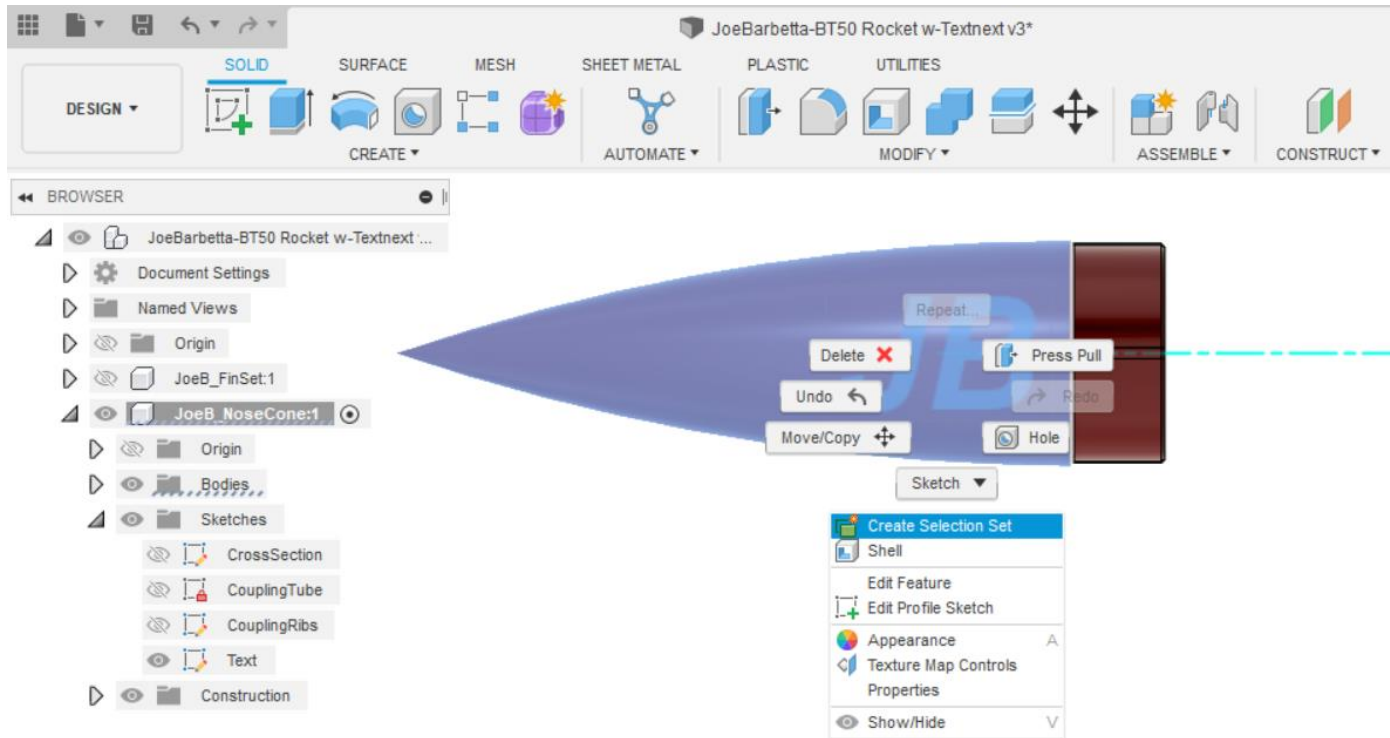 JoeBarbetta-BT50 Rocket w-Textnext v3*
SOLID SURFACE MESH SHEET METAL PLASTIC UTILITIES
DESIGN
CREATE AUTOMATE MODIFY ASSEMBLE CONSTRUCT
BROWSER
JoeBarbetta-BT50 Rocket w-Textnext ...
Document Settings
Named Views
Origin
JoeB_FinSet:1
JoeB_NoseCone:1
Origin
Bodies
Sketches
CrossSection
CouplingTube
CouplingRibs
Text
Construction
JB
Repeat...
Delete Press Pull
Undo Redo
Move/Copy Hole
Sketch
Create Selection Set
Shell
Edit Feature
Edit Profile Sketch
Appearance A
Texture Map Controls
Properties
Show/Hide V